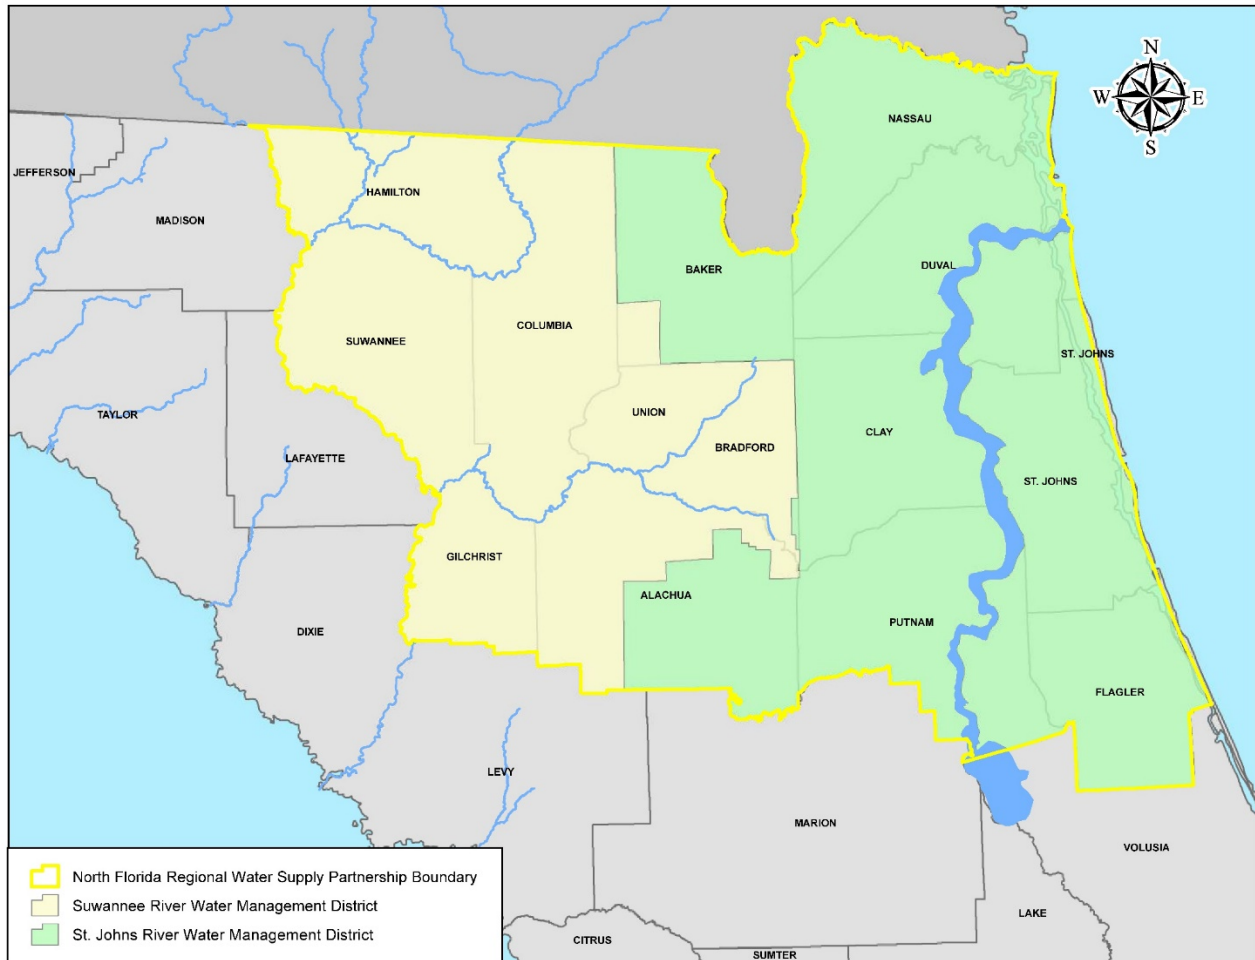 N
W E
S
NASSAU
JEFFERSON
HAMILTON
MADISON
BAKER
DUVAL
COLUMBIA
SUWANNEE
ST. JOHNS
TAYLOR
UNION
CLAY
BRADFORD
LAFAYETTE
ST. JOHNS
GILCHRIST
ALACHUA
PUTNAM
DIXIE
FLAGLER
LEVY
MARION
VOLUSIA
North Florida Regional Water Supply Partnership Boundary
Suwannee River Water Management District
St. Johns River Water Management District
LAKE
CITRUS
SUMTER